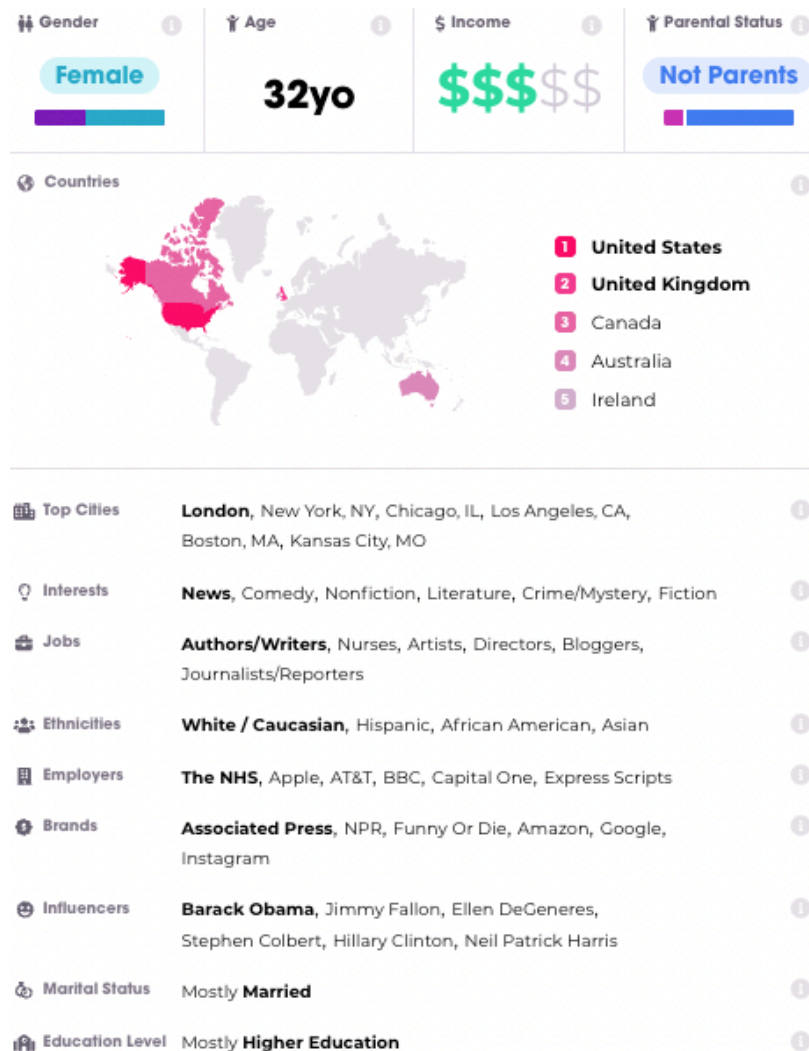 Gender
Age
$ Income
Parental Status
Female
32yo
$$$$$
Not Parents
Countries
1 United States
2 United Kingdom
3 Canada
4 Australia
5 Ireland
Top Cities
London, New York, NY, Chicago, IL, Los Angeles, CA,
Boston, MA, Kansas City, MO
Interests
News, Comedy, Nonfiction, Literature, Crime/Mystery, Fiction
Jobs
Authors/Writers, Nurses, Artists, Directors, Bloggers,
Journalists/Reporters
Ethnicities
White / Caucasian, Hispanic, African American, Asian
Employers
The NHS, Apple, AT&T, BBC, Capital One, Express Scripts
Brands
Associated Press, NPR, Funny Or Die, Amazon, Google,
Instagram
Influencers
Barack Obama, Jimmy Fallon, Ellen DeGeneres,
Stephen Colbert, Hillary Clinton, Neil Patrick Harris
Marital Status
Mostly Married
Education Level
Mostly Higher Education